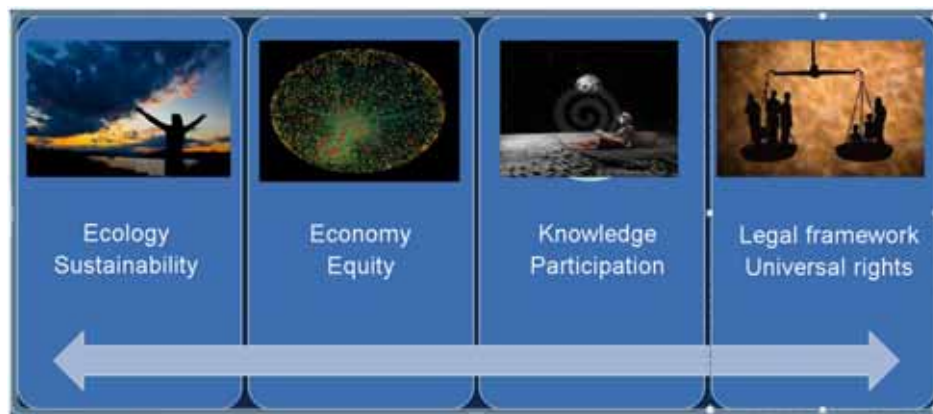 Ecology
Sustainability
Economy
Equity
Knowledge
Participation
Legal framework
Universal rights